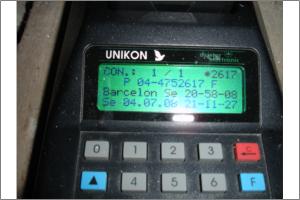 UNIKON
CON.: 1 / 1 *2617
P 04-4752617 F
Barcelon Se 20-58-08
Se 04.07.08 21-11-27
0 1 2 3 C
4 5 6 F